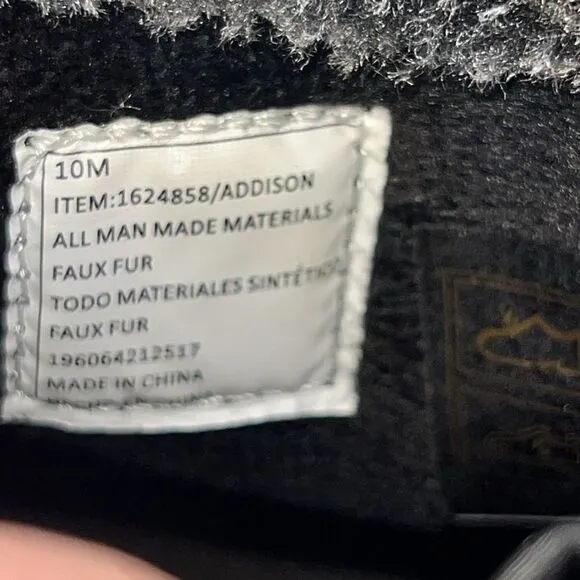 10M
ITEM:1624858/ADDISON
ALL MAN MADE MATERIALS
FAUX FUR
TODO MATERIALES SINTÉTICOS
FAUX FUR
196064212517
MADE IN CHINA